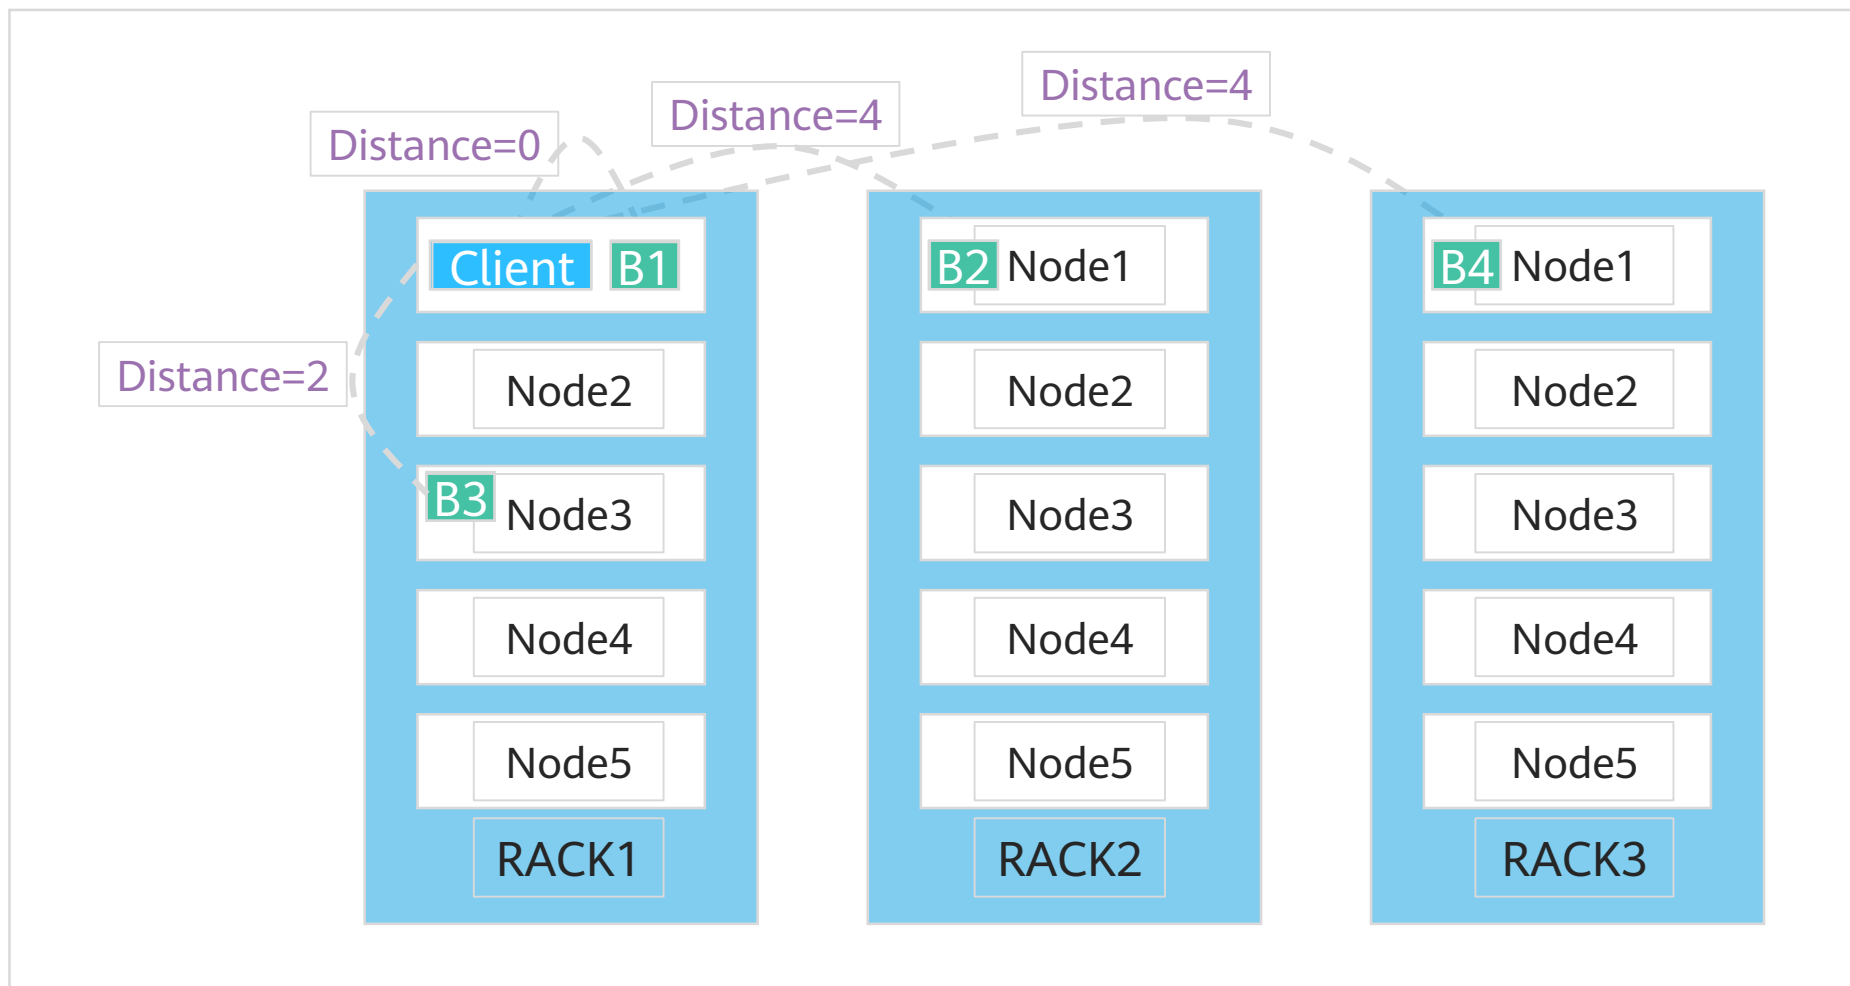 Distance=4
Distance=4
Distance=0
Client B1
B2 Node1
B4 Node1
Distance=2
Node2
Node2
Node2
B3 Node3
Node3
Node3
Node4
Node4
Node4
Node5
Node5
Node5
RACK1
RACK2
RACK3